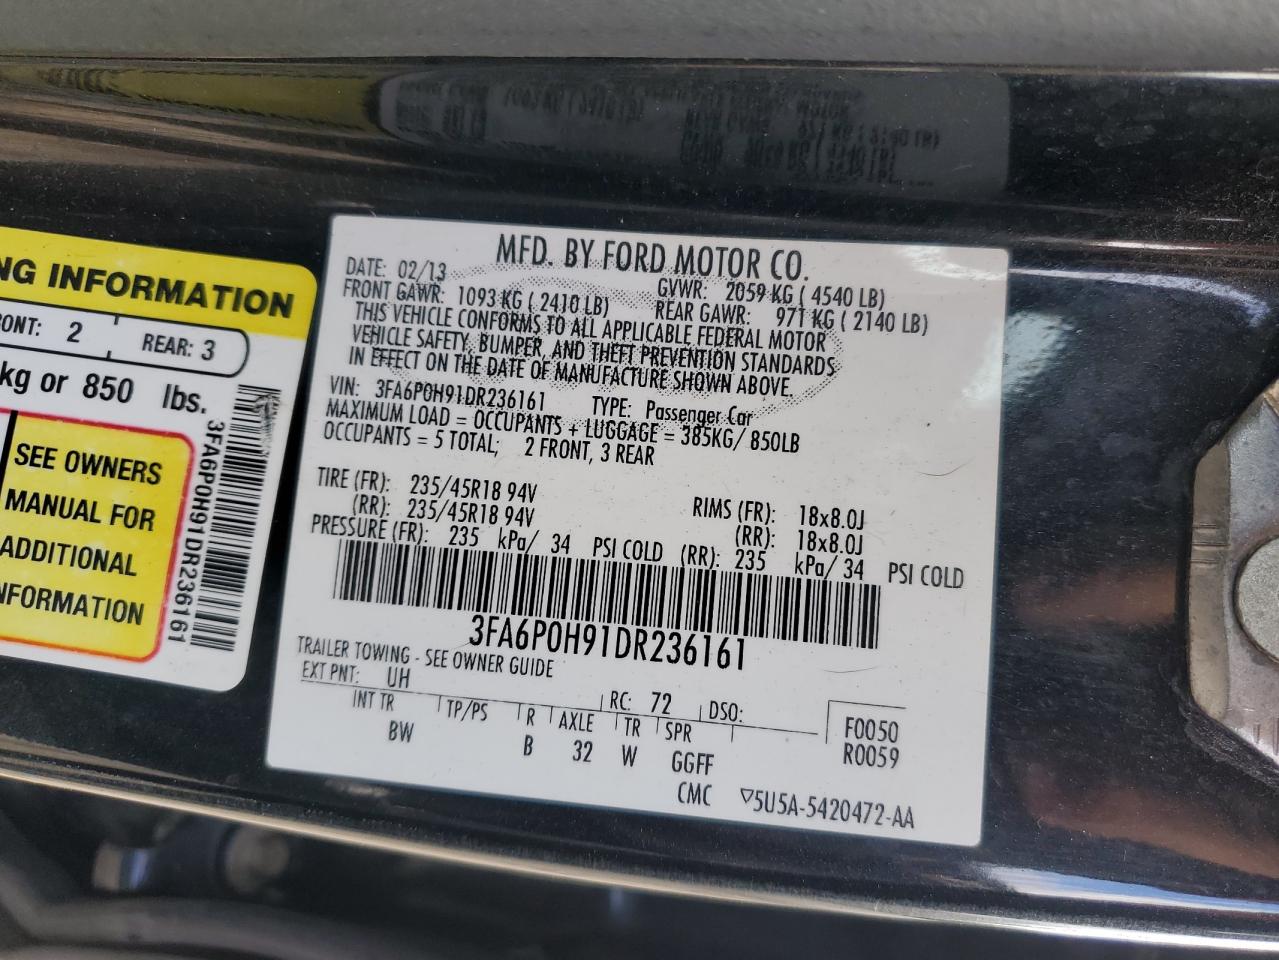 NG INFORMATION
ONT: 2 REAR: 3
kg or 850 lbs.
SEE OWNERS
MANUAL FOR
ADDITIONAL
NFORMATION
3FA6P0H91DR236161
MFD. BY FORD MOTOR CO.
DATE: 02/13 GVWR: 2059 KG ( 4540 LB)
FRONT GAWR: 1093 KG ( 2410 LB) REAR GAWR: 971 KG ( 2140 LB)
THIS VEHICLE CONFORMS TO ALL APPLICABLE FEDERAL MOTOR
VEHICLE SAFETY, BUMPER, AND THEFT PREVENTION STANDARDS
IN EFFECT ON THE DATE OF MANUFACTURE SHOWN ABOVE.
VIN: 3FA6P0H91DR236161 TYPE: Passenger Car
MAXIMUM LOAD = OCCUPANTS + LUGGAGE = 385KG/ 850LB
OCCUPANTS = 5 TOTAL; 2 FRONT, 3 REAR
TIRE (FR): 235/45R18 94V RIMS (FR): 18x8.0J
(RR): 235/45R18 94V (RR): 18x8.0J
PRESSURE (FR): 235 kPa/ 34 PSI COLD (RR): 235 kPa/ 34 PSI COLD
3FA6P0H91DR236161
TRAILER TOWING - SEE OWNER GUIDE
EXT PNT: UH RC: 72 DSO: F0050
INT TR TP/PS R AXLE TR SPR R0059
BW B 32 W GGFF
CMC ▽5U5A-5420472-AA